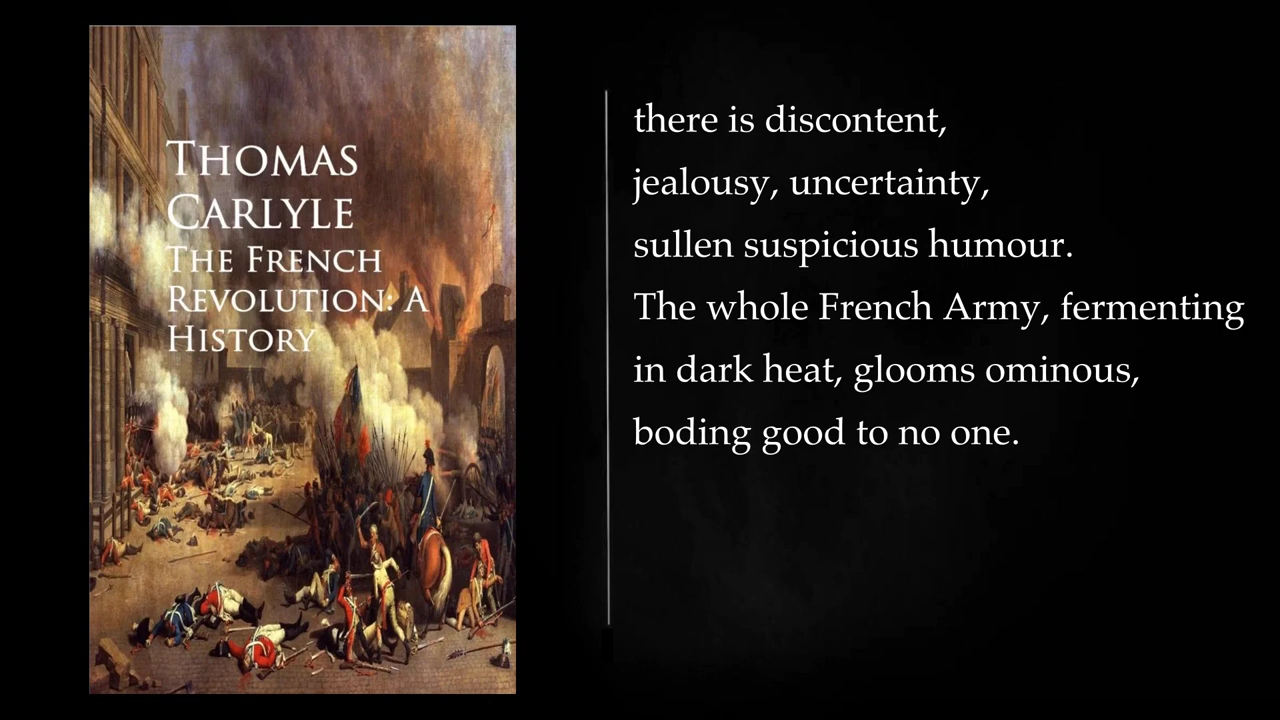 THOMAS
CARLYLE
THE FRENCH
REVOLUTION: A
HISTORY
there is discontent,
jealousy, uncertainty,
sullen suspicious humour.
The whole French Army, fermenting
in dark heat, glooms ominous,
boding good to no one.